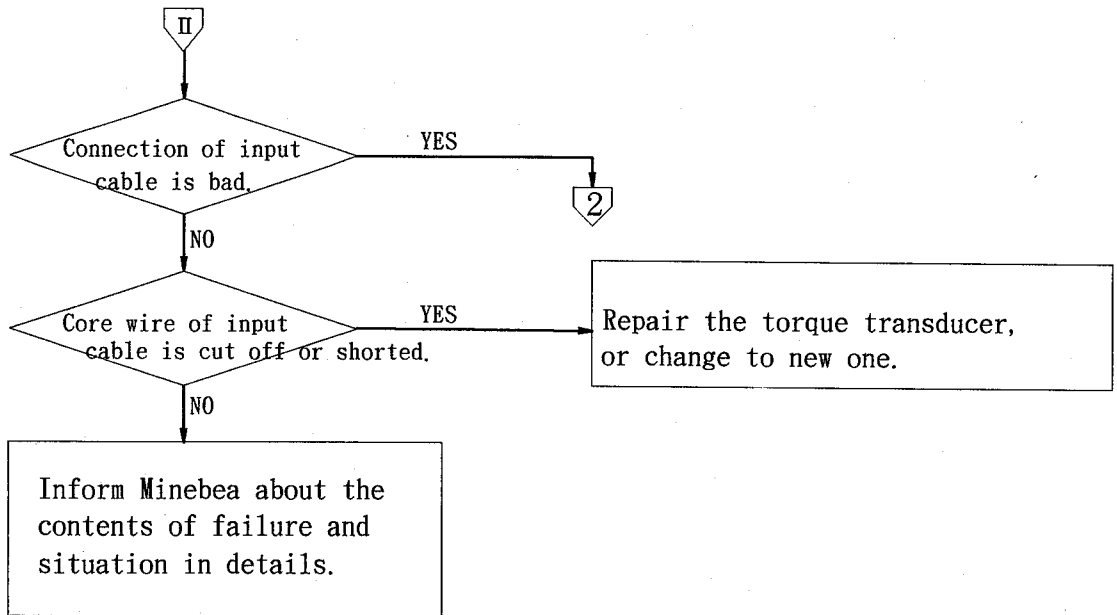 II
Connection of input
cable is bad.
YES
2
NO
Core wire of input
cable is cut off or shorted.
YES
Repair the torque transducer,
or change to new one.
NO
Inform Minebea about the
contents of failure and
situation in details.